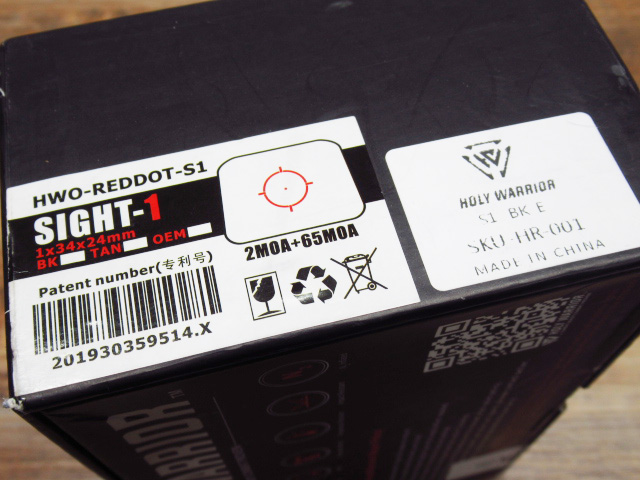 HWO-REDDOT-S1
SIGHT-1
1x34x24mm
BK TAN OEM
2MOA+65MOA
Patent number(专利号)
201930359514.X
HOLY WARRIOR
S1 BK E
SKU:HR-001
MADE IN CHINA
WARRIOR